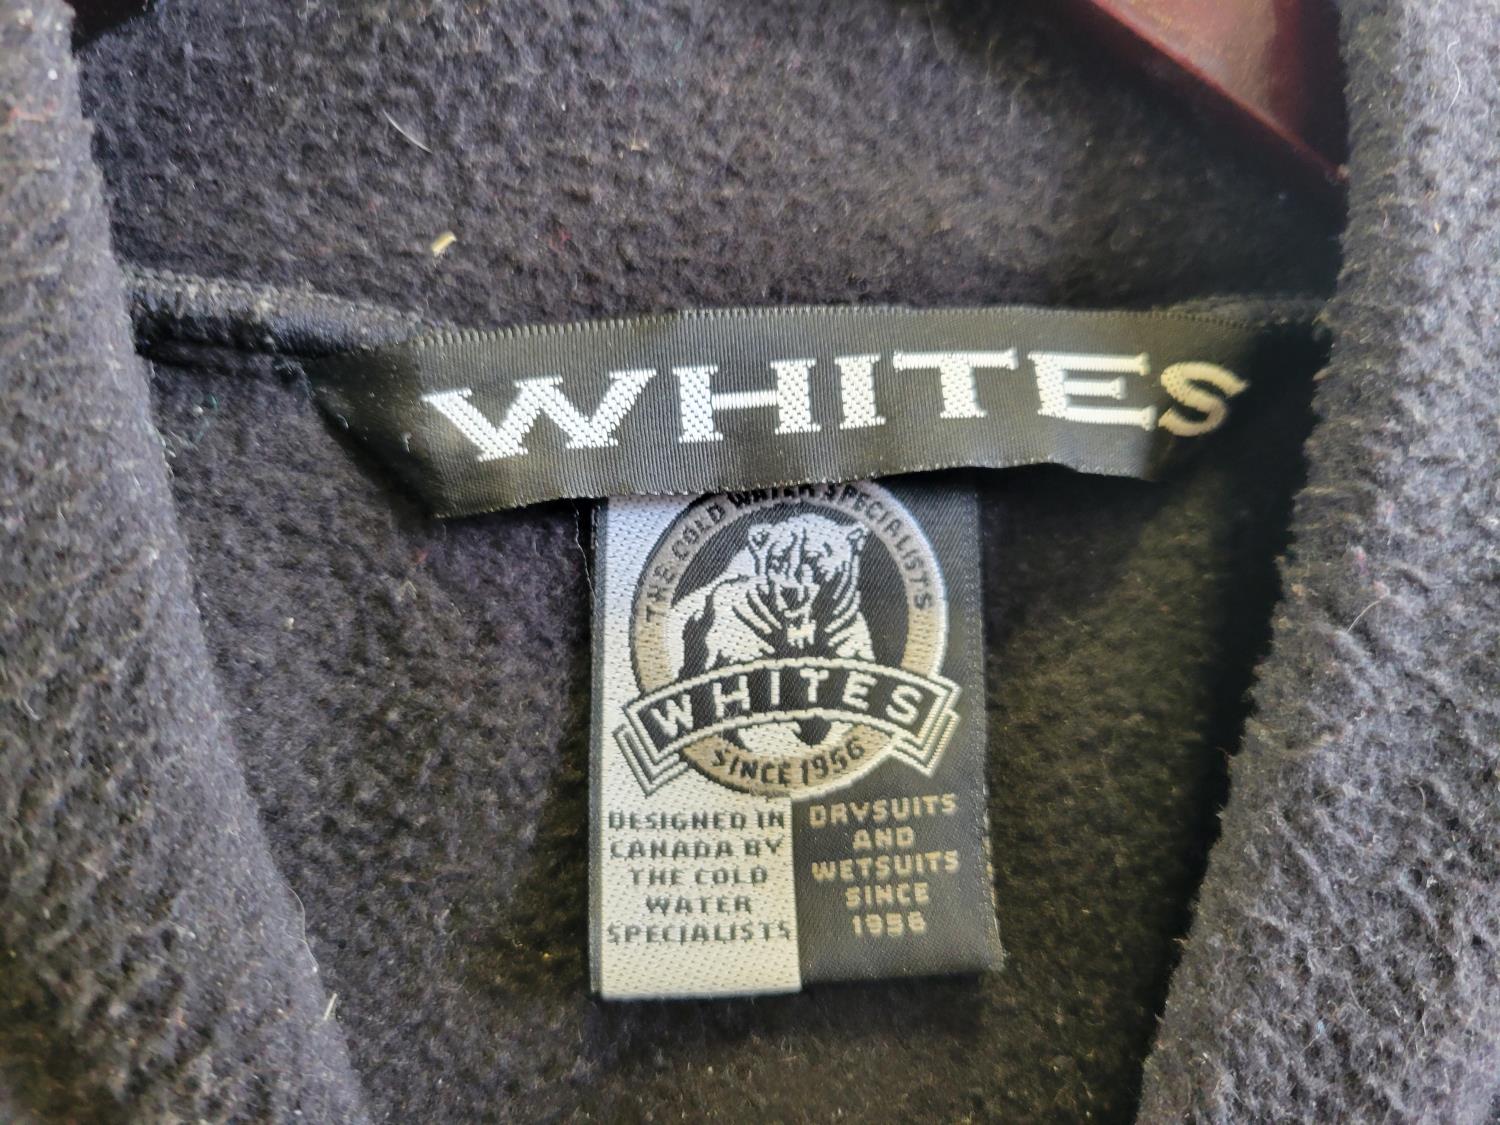 WHITES
THE COLD WATER SPECIALISTS
WHITES
SINCE 1956
DESIGNED IN
CANADA BY
THE COLD
WATER
SPECIALISTS
DRYSUITS
AND
WETSUITS
SINCE
1956